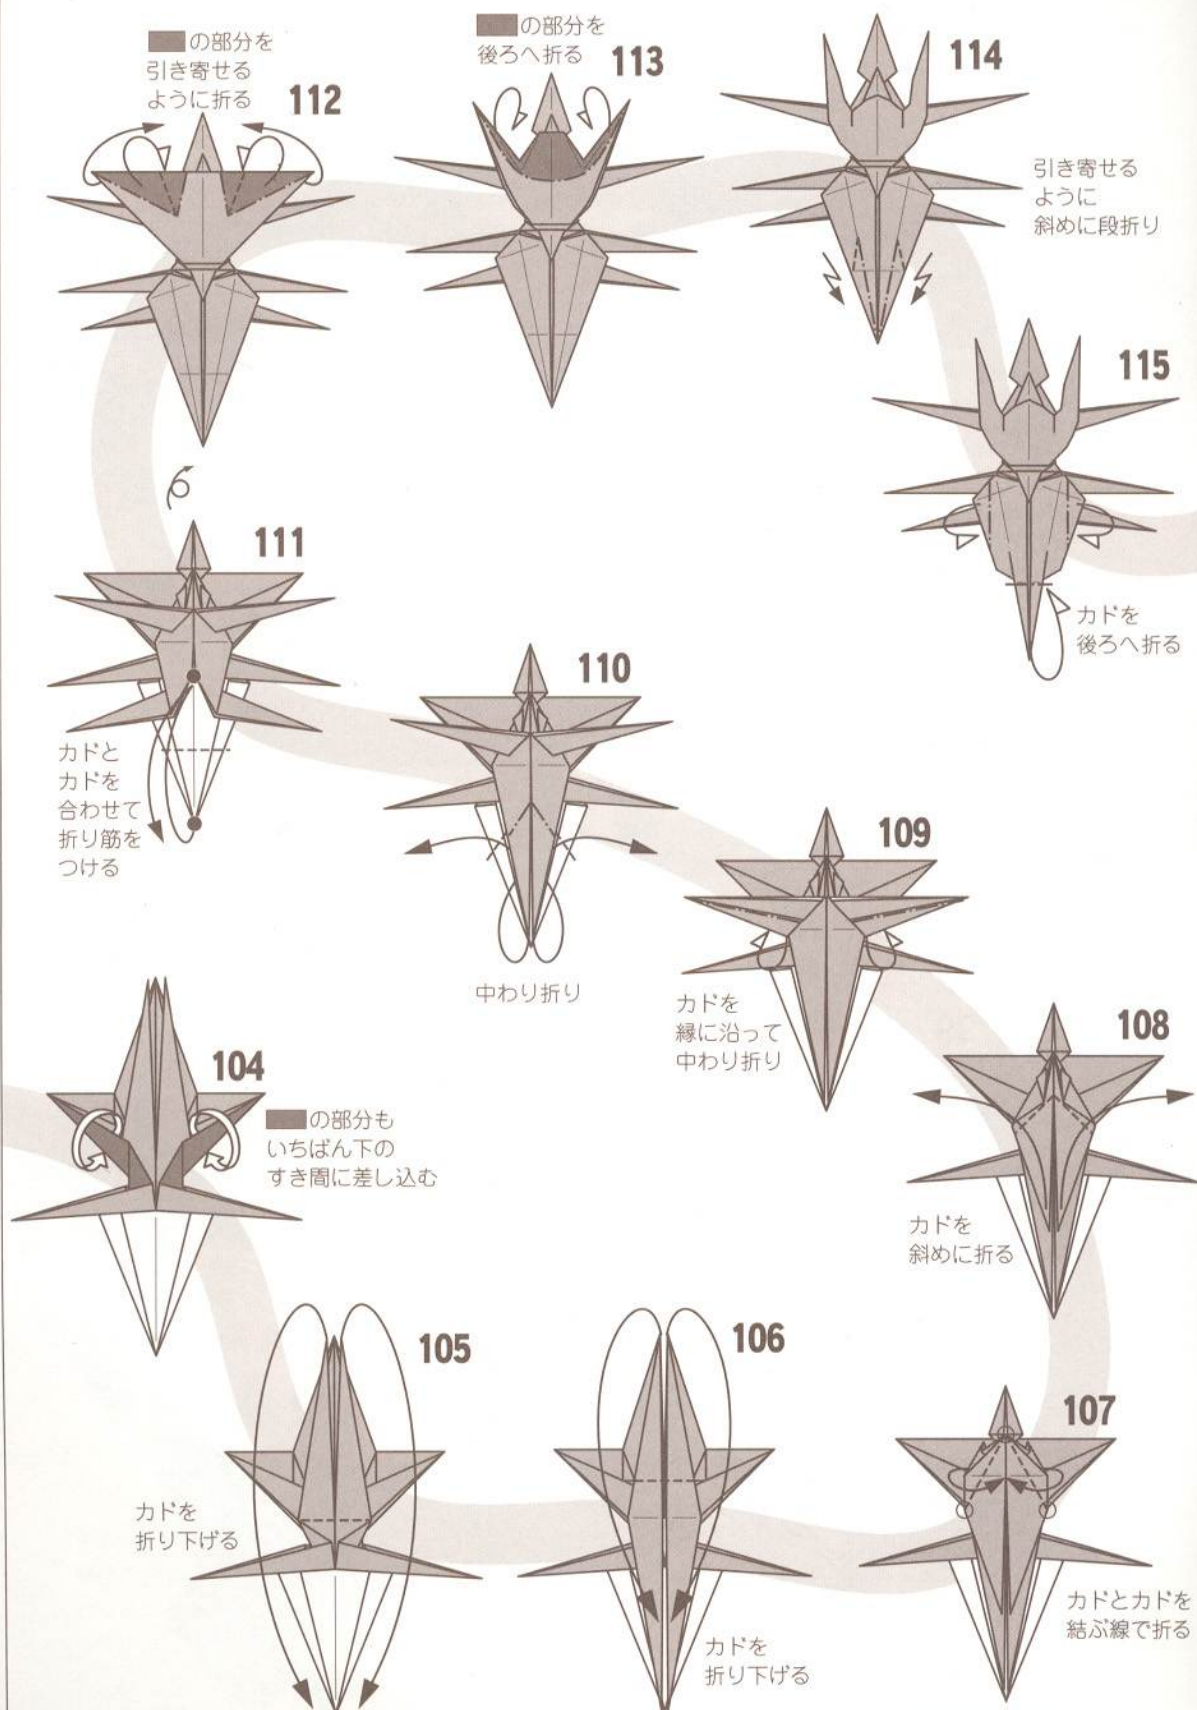 104
■の部分も
いちばん下の
すき間に差し込む
105
カドを
折り下げる
106
カドを
折り下げる
107
カドとカドを
結ぶ線で折る
108
カドを
斜めに折る
109
カドを
縁に沿って
中わり折り
110
中わり折り
111
カドと
カドを
合わせて
折り筋を
つける
112
■の部分を
引き寄せる
ように折る
113
■の部分を
後ろへ折る
114
引き寄せる
ように
斜めに段折り
115
カドを
後ろへ折る